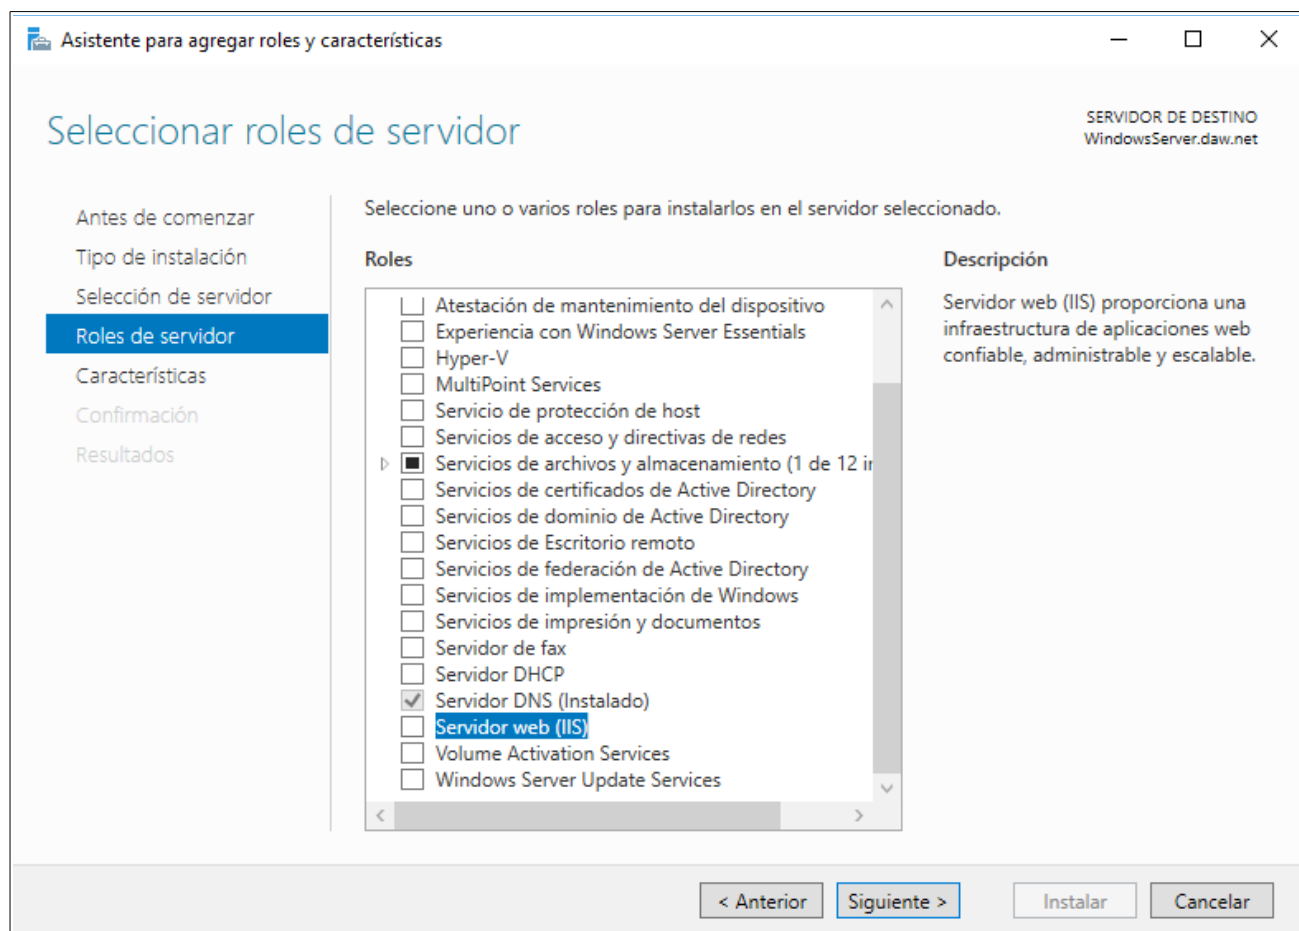 Asistente para agregar roles y características
Seleccionar roles de servidor
SERVIDOR DE DESTINO
WindowsServer.daw.net
Antes de comenzar
Tipo de instalación
Selección de servidor
Roles de servidor
Características
Confirmación
Resultados
Seleccione uno o varios roles para instalarlos en el servidor seleccionado.
Roles
Atestación de mantenimiento del dispositivo
Experiencia con Windows Server Essentials
Hyper-V
MultiPoint Services
Servicio de protección de host
Servicios de acceso y directivas de redes
Servicios de archivos y almacenamiento (1 de 12 in
Servicios de certificados de Active Directory
Servicios de dominio de Active Directory
Servicios de Escritorio remoto
Servicios de federación de Active Directory
Servicios de implementación de Windows
Servicios de impresión y documentos
Servidor de fax
Servidor DHCP
Servidor DNS (Instalado)
Servidor web (IIS)
Volume Activation Services
Windows Server Update Services
Descripción
Servidor web (IIS) proporciona una
infraestructura de aplicaciones web
confiable, administrable y escalable.
< Anterior
Siguiente >
Instalar
Cancelar